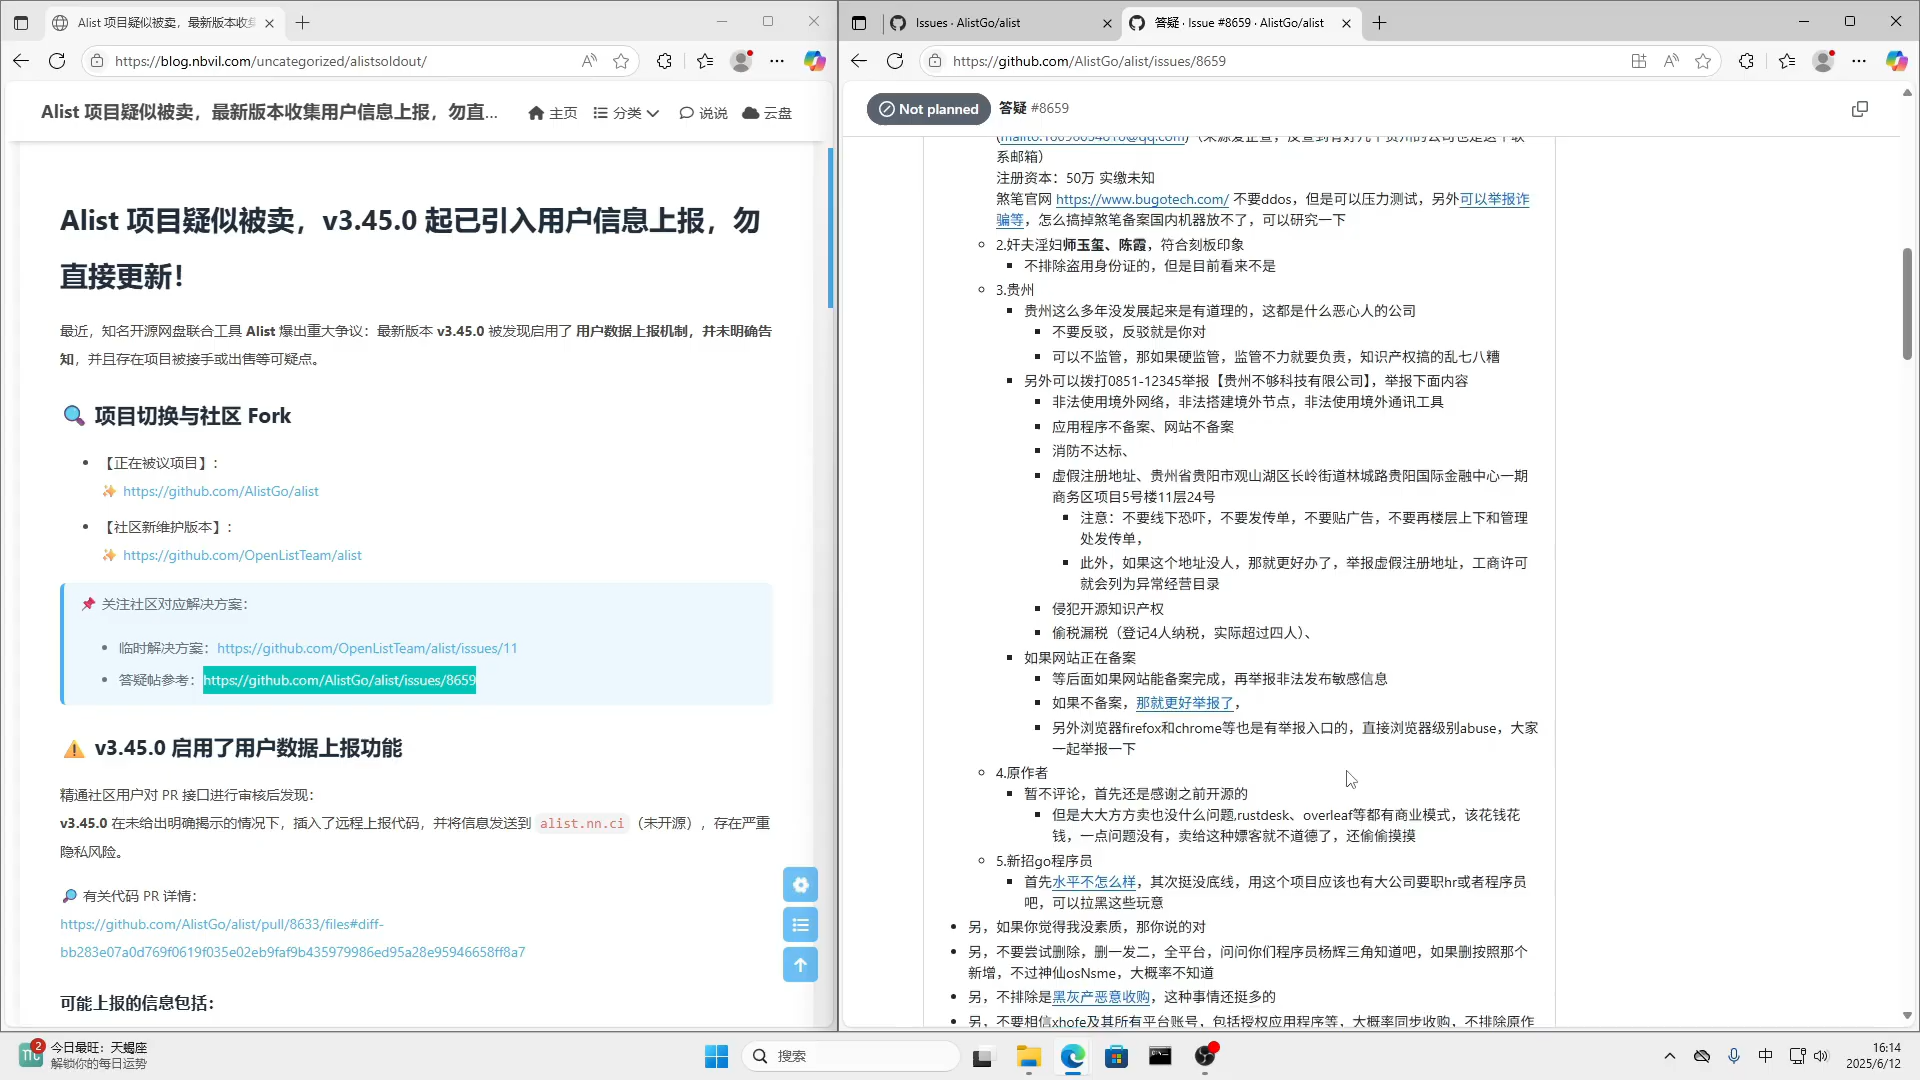 Alist 项目疑似被卖，最新版本收集
https://blog.nbvil.com/uncategorized/alistsoldout/
Alist 项目疑似被卖，最新版本收集用户信息上报，勿直...
主页
分类
说说
云盘
Alist 项目疑似被卖，v3.45.0 起已引入用户信息上报，勿
直接更新！
最近，知名开源网盘联合工具 Alist 爆出重大争议：最新版本 v3.45.0 被发现启用了 用户数据上报机制，并未明确告
知，并且存在项目被接手或出售等可疑点。
项目切换与社区 Fork
【正在被议项目】：
https://github.com/AlistGo/alist
【社区新维护版本】：
https://github.com/OpenListTeam/alist
关注社区对应解决方案：
临时解决方案：https://github.com/OpenListTeam/alist/issues/11
答疑帖参考：https://github.com/AlistGo/alist/issues/8659
v3.45.0 启用了用户数据上报功能
精通社区用户对 PR 接口进行审核后发现：
v3.45.0 在未给出明确揭示的情况下，插入了远程上报代码，并将信息发送到 alist.nn.ci （未开源），存在严重
隐私风险。
有关代码 PR 详情：
https://github.com/AlistGo/alist/pull/8633/files#diff-
bb283e07a0d769f0619f035e02eb9faf9b435979986ed95a28e95946658ff8a7
可能上报的信息包括：
Issues · AlistGo/alist
答疑 · Issue #8659 · AlistGo/alist
https://github.com/AlistGo/alist/issues/8659
Not planned
答疑 #8659
系邮箱）
注册资本：50万 实缴未知
煞笔官网 https://www.bugotech.com/ 不要ddos，但是可以压力测试，另外可以举报诈
骗等，怎么搞掉煞笔备案国内机器放不了，可以研究一下
2.奸夫淫妇师玉玺、陈霞，符合刻板印象
不排除盗用身份证的，但是目前看来不是
3.贵州
贵州这么多年没发展起来是有道理的，这都是什么恶心人的公司
不要反驳，反驳就是你对
可以不监管，那如果硬监管，监管不力就要负责，知识产权搞的乱七八糟
另外可以拨打0851-12345举报【贵州不够科技有限公司】，举报下面内容
非法使用境外网络，非法搭建境外节点，非法使用境外通讯工具
应用程序不备案、网站不备案
消防不达标、
虚假注册地址、贵州省贵阳市观山湖区长岭街道林城路贵阳国际金融中心一期
商务区项目5号楼11层24号
注意：不要线下恐吓，不要发传单，不要贴广告，不要再楼层上下和管理
处发传单，
此外，如果这个地址没人，那就更好办了，举报虚假注册地址，工商许可
就会列为异常经营目录
侵犯开源知识产权
偷税漏税（登记4人纳税，实际超过四人）、
如果网站正在备案
等后面如果网站能备案完成，再举报非法发布敏感信息
如果不备案，那就更好举报了，
另外浏览器firefox和chrome等也是有举报入口的，直接浏览器级别abuse，大家
一起举报一下
4.原作者
暂不评论，首先还是感谢之前开源的
但是大大方方卖也没什么问题,rustdesk、overleaf等都有商业模式，该花钱花
钱，一点问题没有，卖给这种嫖客就不道德了，还偷偷摸摸
5.新招go程序员
首先水平不怎么样，其次挺没底线，用这个项目应该也有大公司要职hr或者程序员
吧，可以拉黑这些玩意
另，如果你觉得我没素质，那你说的对
另，不要尝试删除，删一发二，全平台，问问你们程序员杨辉三角知道吧，如果删按照那个
新增，不过神仙osNsme，大概率不知道
另，不排除是黑灰产恶意收购，这种事情还挺多的
另，不要相信xhofe及其所有平台账号，包括授权应用程序等，大概率同步收购，不排除原作
2
今日最旺：天蝎座
解锁你的每日运势
搜索
中
16:14
2025/6/12